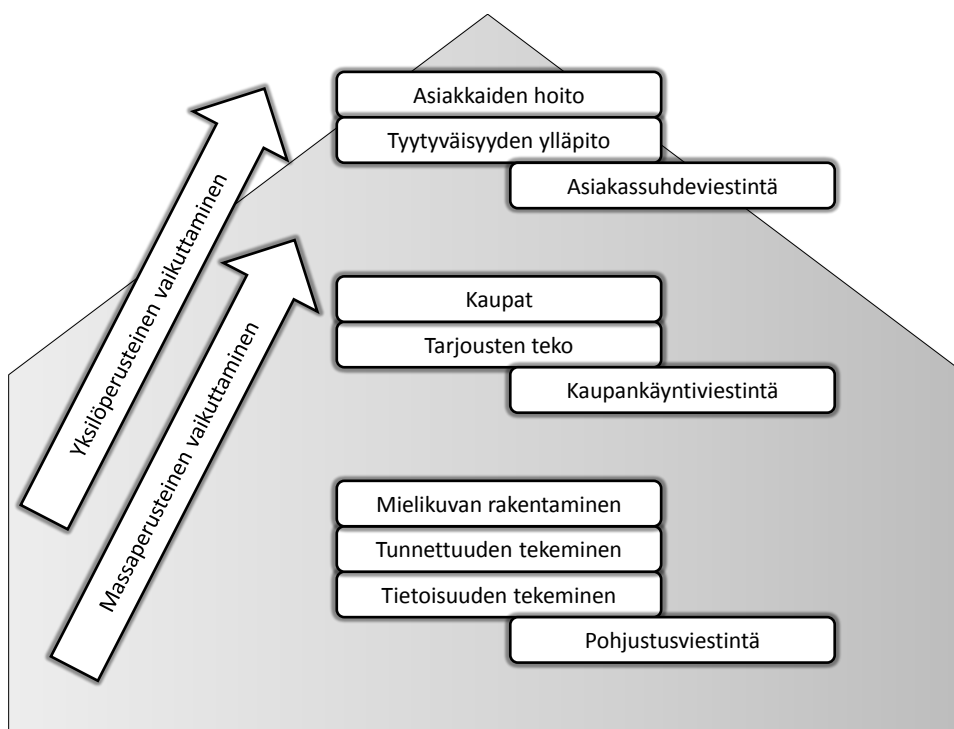 Asiakkaiden hoito
Tyytyväisyyden ylläpito
Asiakassuhdeviestintä
Yksilöperusteinen vaikuttaminen
Massaperusteinen vaikuttaminen
Kaupat
Tarjousten teko
Kaupankäyntiviestintä
Mielikuvan rakentaminen
Tunnettuuden tekeminen
Tietoisuuden tekeminen
Pohjustusviestintä